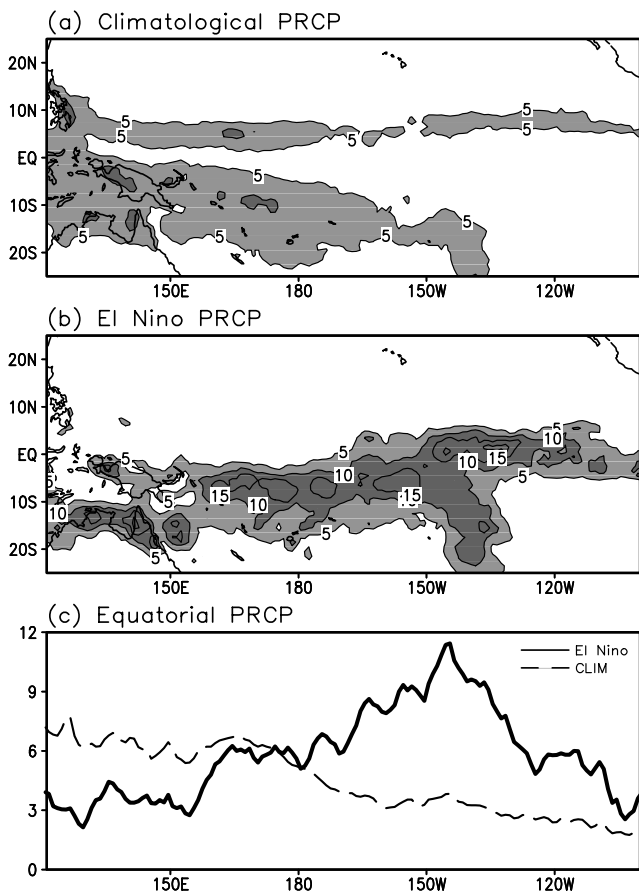 (a) Climatological PRCP
20N
10N
EQ
10S
20S
5 5 5 5 5
5 5 5 5 5
150E 180 150W 120W
(b) El Nino PRCP
20N
10N
EQ
10S
20S
5 5 5 10
10 15 10
15 10 15 5
5 5 5
10
150E 180 150W 120W
(c) Equatorial PRCP
12
9
6
3
0
El Nino
CLIM
150E 180 150W 120W